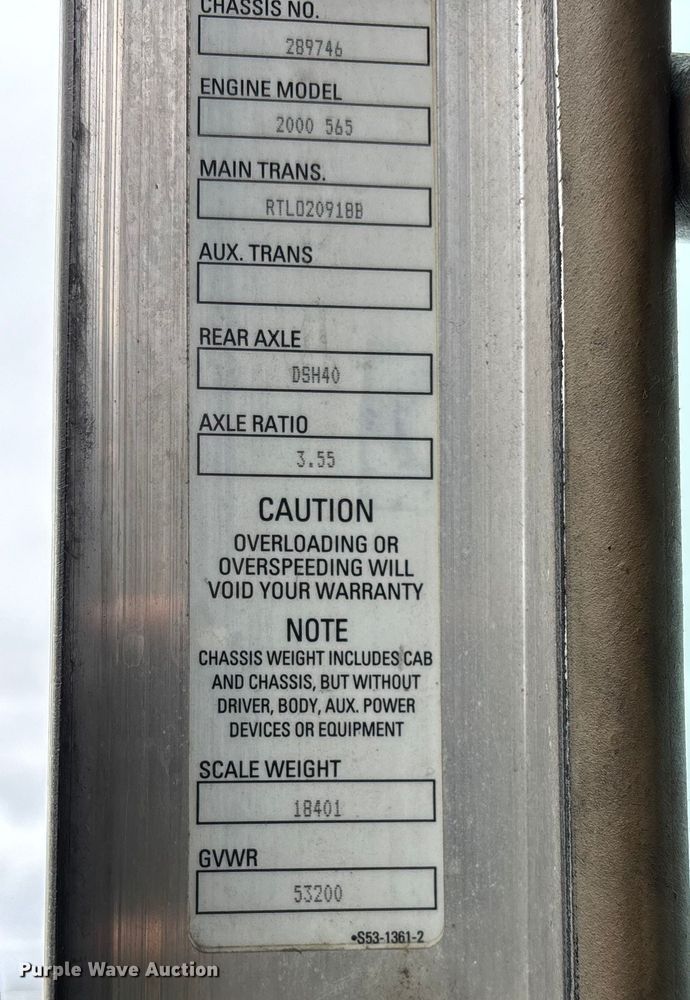 CHASSIS NO.
289746
ENGINE MODEL
2000 565
MAIN TRANS.
RTLO20918B
AUX. TRANS
REAR AXLE
DSH40
AXLE RATIO
3.55
CAUTION
OVERLOADING OR
OVERSPEEDING WILL
VOID YOUR WARRANTY
NOTE
CHASSIS WEIGHT INCLUDES CAB
AND CHASSIS, BUT WITHOUT
DRIVER, BODY, AUX. POWER
DEVICES OR EQUIPMENT
SCALE WEIGHT
18401
GVWR
53200
•S53-1361-2
Purple Wave Auction